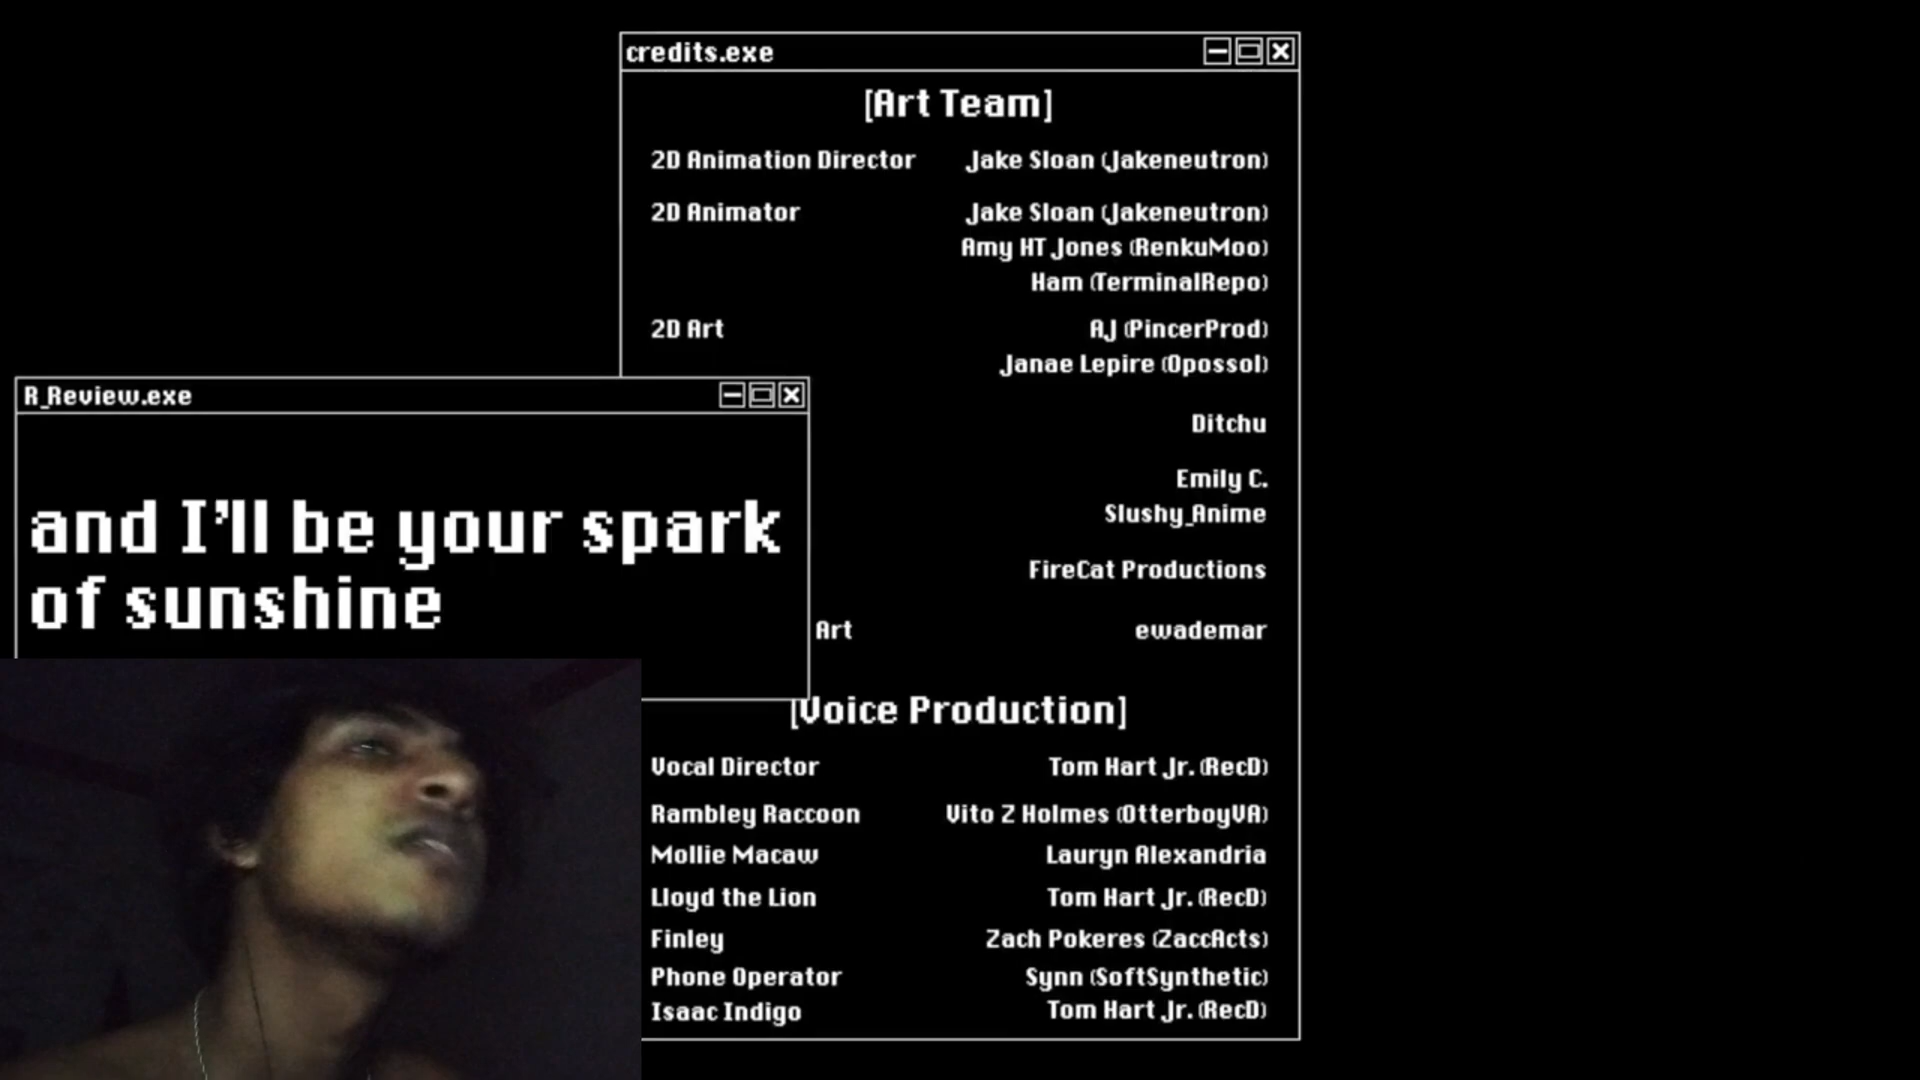 credits.exe
[Art Team]
2D Animation Director Jake Sloan (Jakeneutron)
2D Animator Jake Sloan (Jakeneutron)
Amy HT Jones (RenkuMoo)
Ham (TerminalRepo)
2D Art AJ (PincerProd)
Janae Lepire (Opossol)
Ditchu
Emily C.
Slushy_Anime
FireCat Productions
Art ewademar
R_Review.exe
and I'll be your spark
of sunshine
[Voice Production]
Vocal Director Tom Hart Jr. (RecD)
Rambley Raccoon Vito Z Holmes (OtterboyVA)
Mollie Macaw Lauryn Alexandria
Lloyd the Lion Tom Hart Jr. (RecD)
Finley Zach Pokeres (ZaccActs)
Phone Operator Synn (SoftSynthetic)
Isaac Indigo Tom Hart Jr. (RecD)